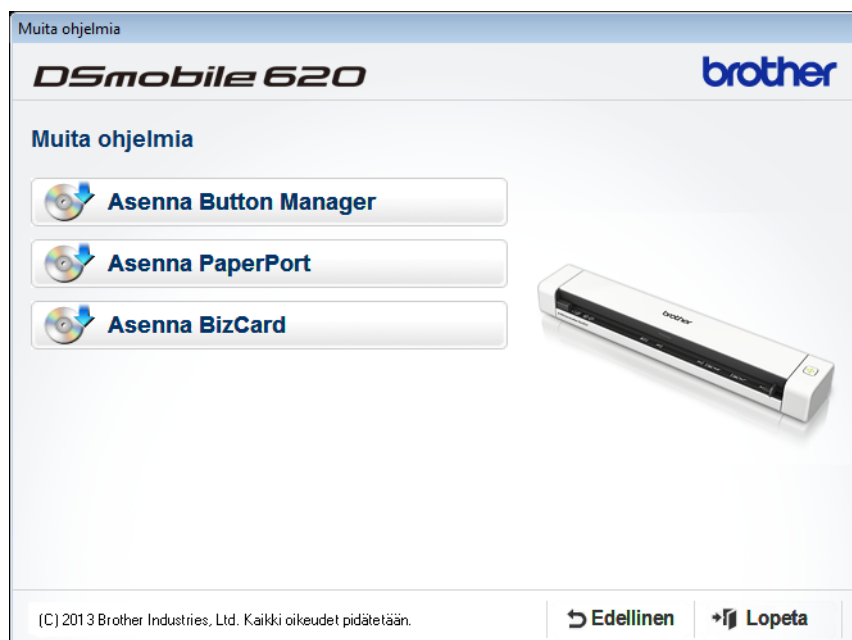 Muita ohjelmia
DSmobile 620
brother
Muita ohjelmia
Asenna Button Manager
Asenna PaperPort
Asenna BizCard
brother
(C) 2013 Brother Industries, Ltd. Kaikki oikeudet pidätetään.
Edellinen
Lopeta